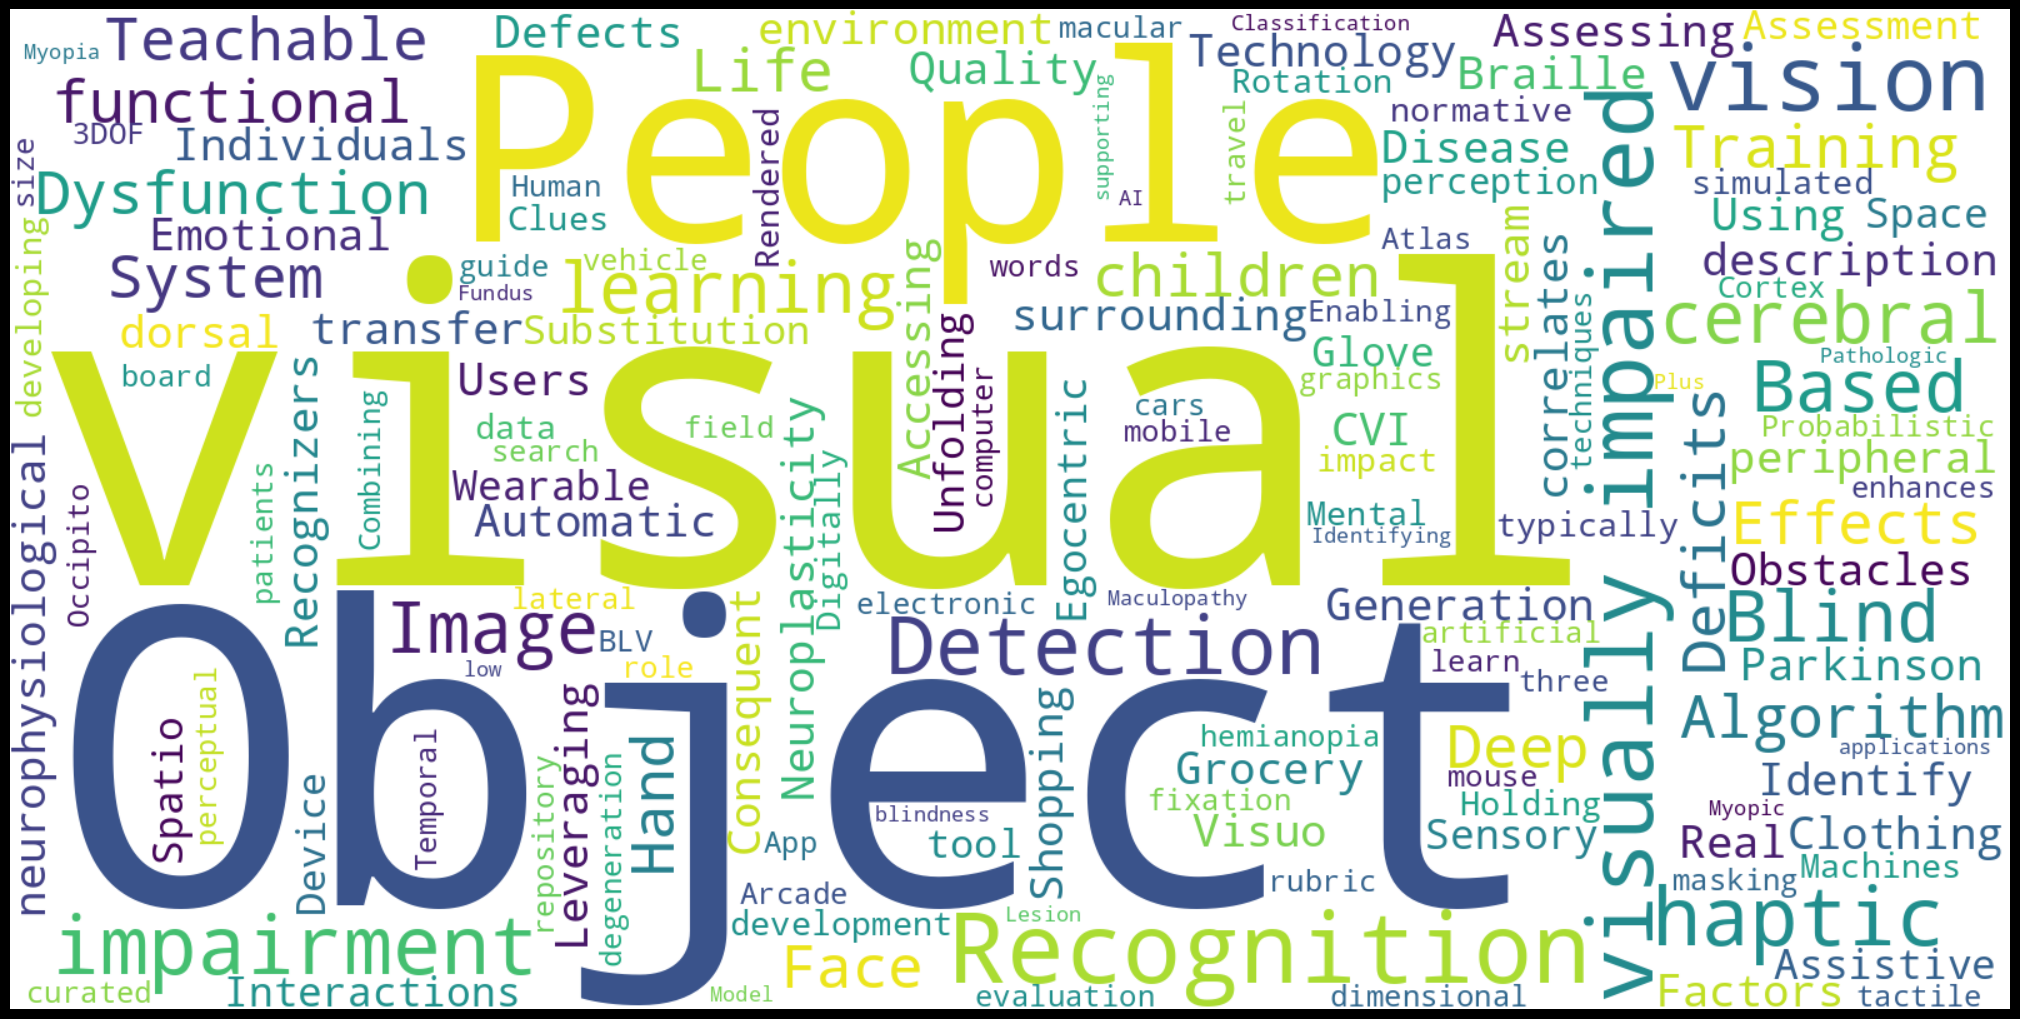 Myopia
Teachable
Defects
environment
macular
Classification
Assessing
Assessment
functional
Life
Quality
Technology
Rotation
Braille
vision
3DOF
Individuals
People
Rendered
supporting
travel
normative
Training
size
Dysfunction
Human
Clues
AI
Disease
perception
simulated
Emotional
Using
Space
System
guide
vehicle
Fundus
words
Atlas
description
developing
learning
Accessing
children
stream
correlates
Cortex
dorsal
transfer
Substitution
surrounding
Enabling
techniques
visually impaired
cerebral
board
Users
visual
Unfolding
Glove
graphics
Pathologic
Plus
Based
Recognizers
Combining
data
search
field
computer
Egocentric
cars
mobile
CVI
impact
Deficits
Probabilistic
peripheral
neurophysiological
Occipito
patients
Wearable
Automatic
Neuroplasticity
Digitally
Mental
Identifying
typically
enhances
Effects
Obstacles
lateral
Consequent
electronic
Maculopathy
Generation
Blind
Image
BLV
Detection
artificial
role
low
learn
three
Parkinson
Object
Spatio
perceptual
Device
Temporal
repository
Leveraging
degeneration
Hand
Shopping
hemianopia
Grocery
Deep
mouse
Algorithm
applications
Identify
fixation
Visuo
Holding
Sensory
blindness
tool
App
Myopic
Real
Clothing
Machines
Arcade
rubric
masking
development
Lesion
haptic
impairment
Face
Recognition
Assistive
curated
Interactions
Model
evaluation
dimensional
Factors
tactile